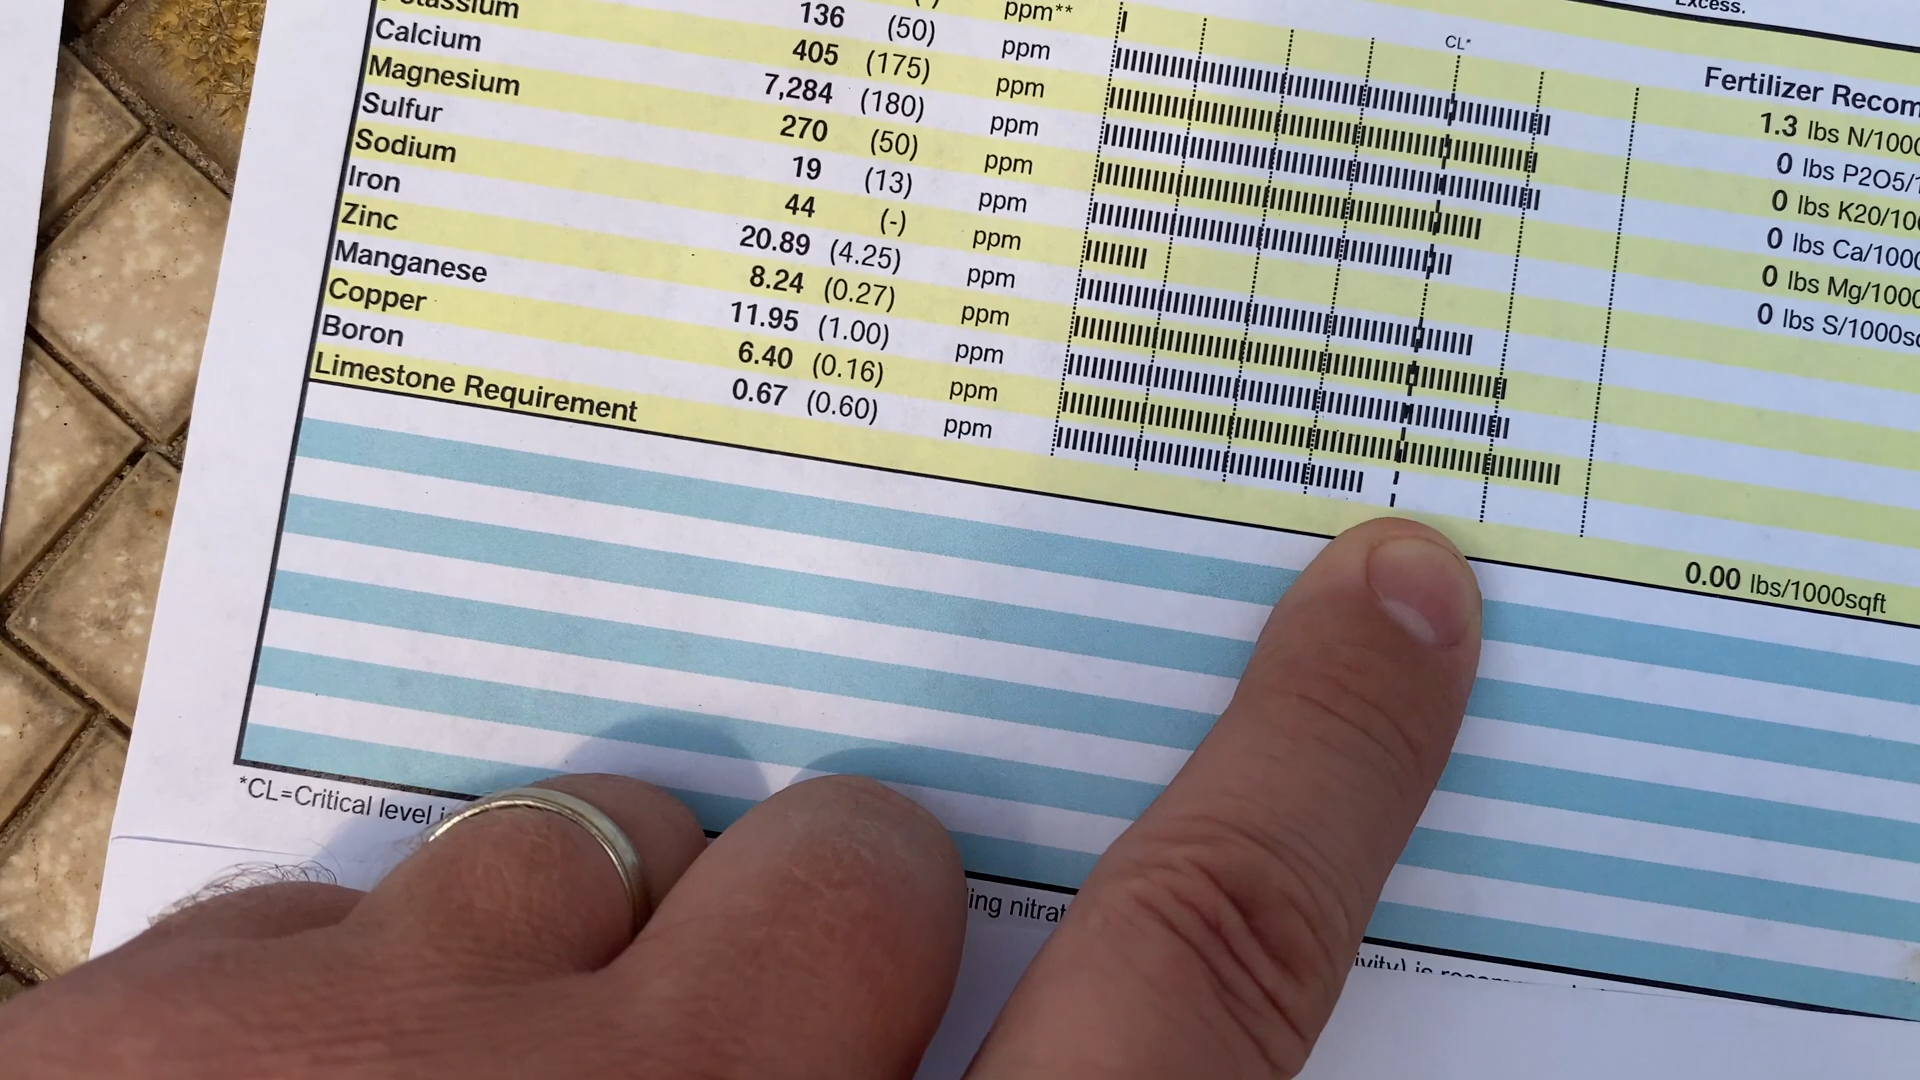 Excess.
CL*
Fertilizer Recom
ppm** 1.3 lbs N/1000
136 (50) ppm 0 lbs P2O5/1
Potassium 405 (175) ppm 0 lbs K20/100
Calcium 7,284 (180) ppm 0 lbs Ca/1000
Magnesium 270 (50) ppm 0 lbs Mg/1000
Sulfur 19 (13) ppm 0 lbs S/1000sq
Sodium 44 (-) ppm
Iron 20.89 (4.25) ppm
Zinc 8.24 (0.27) ppm
Manganese 11.95 (1.00) ppm
Copper 6.40 (0.16) ppm
Boron 0.67 (0.60) ppm
Limestone Requirement 0.00 lbs/1000sqft
*CL=Critical level
ing nitrat